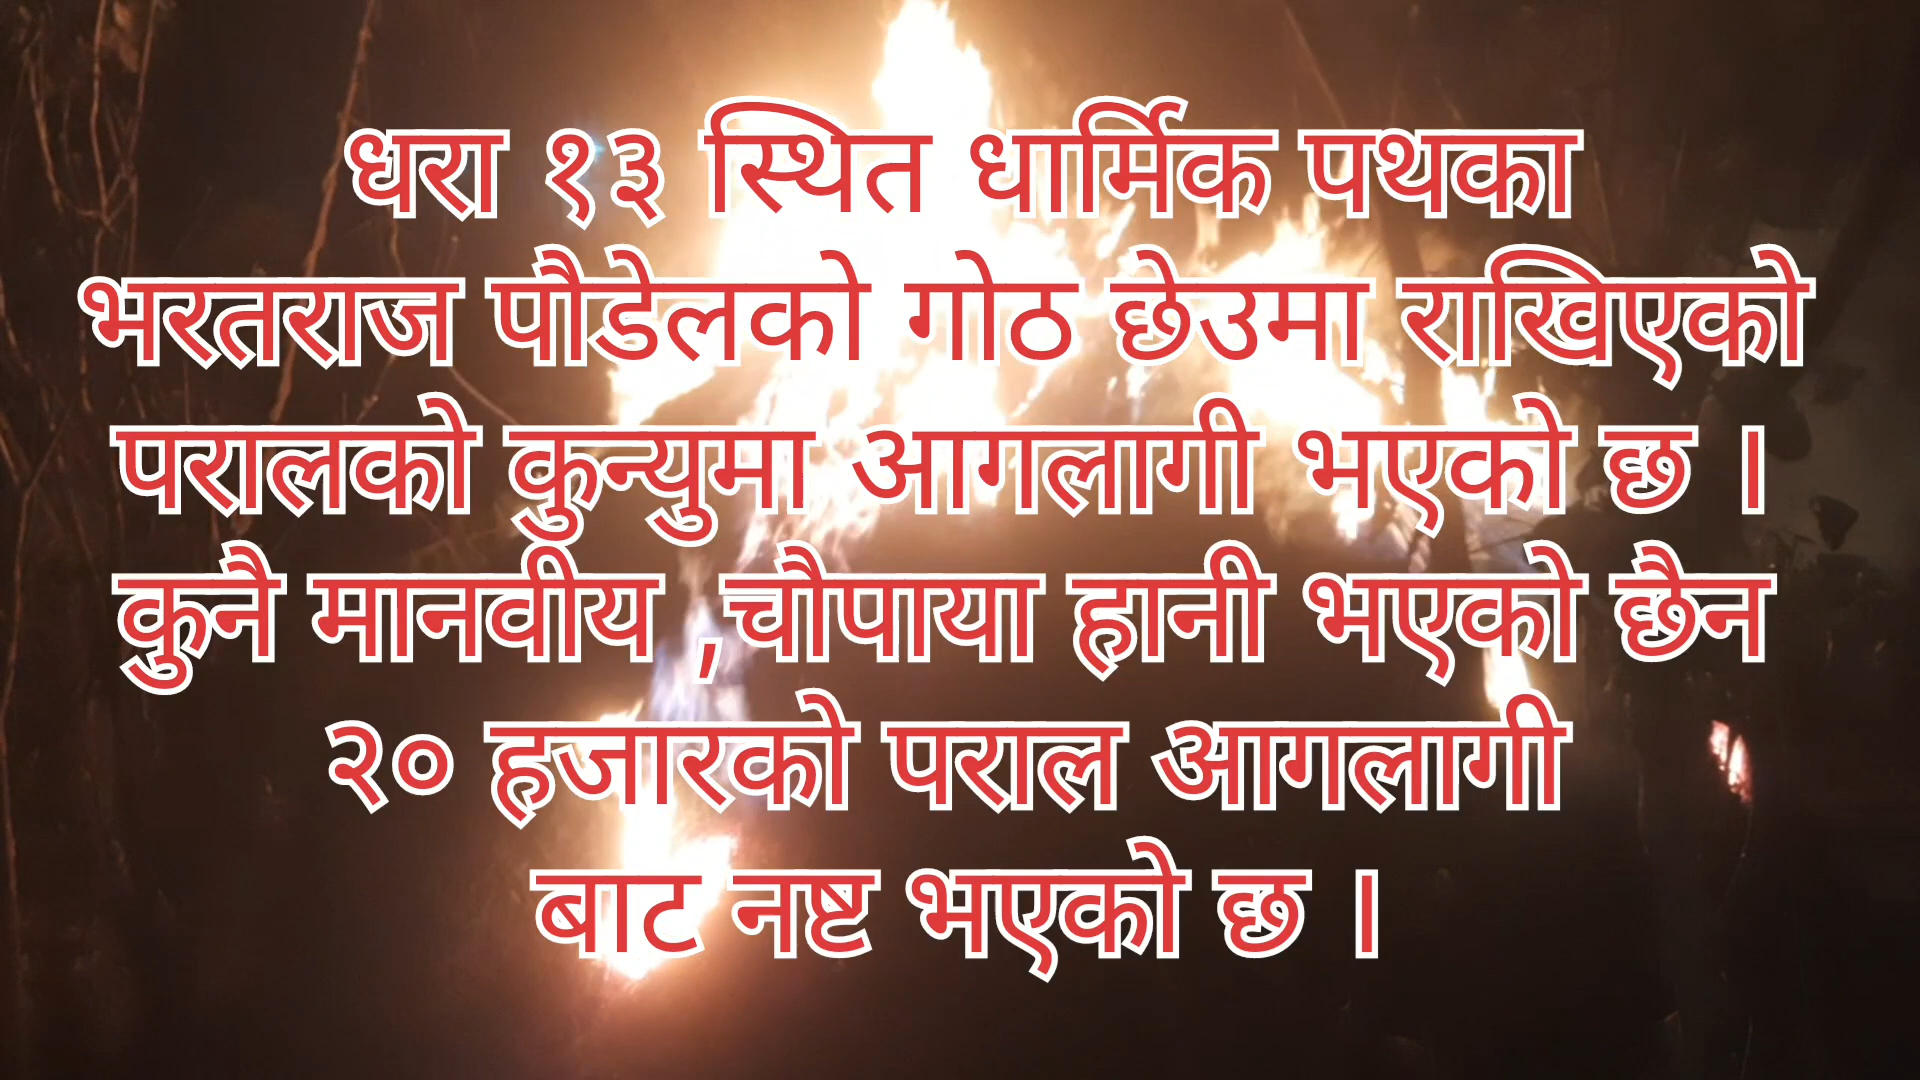 धरा १३ स्थित धार्मिक पथका
भरतराज पौडेलको गोठ छेउमा राखिएको
परालको कुन्युमा आगलागी भएको छ ।
कुनै मानवीय ,चौपाया हानी भएको छैन
२० हजारको पराल आगलागी
बाट नष्ट भएको छ ।